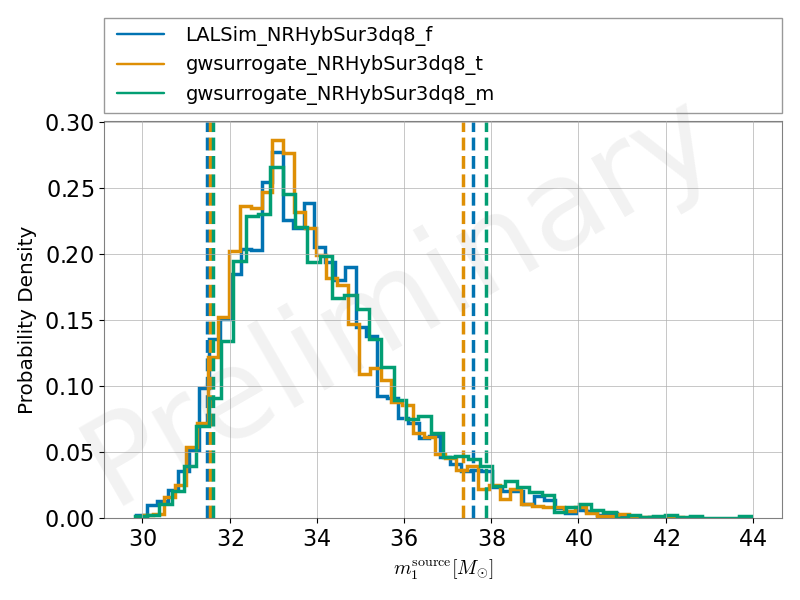 LALSim_NRHybSur3dq8_f
gwsurrogate_NRHybSur3dq8_t
gwsurrogate_NRHybSur3dq8_m
0.30
0.25
0.20
0.15
0.10
0.05
0.00
Probability Density
Preliminary
30 32 34 36 38 40 42 44
m₁^source [M_⊙]